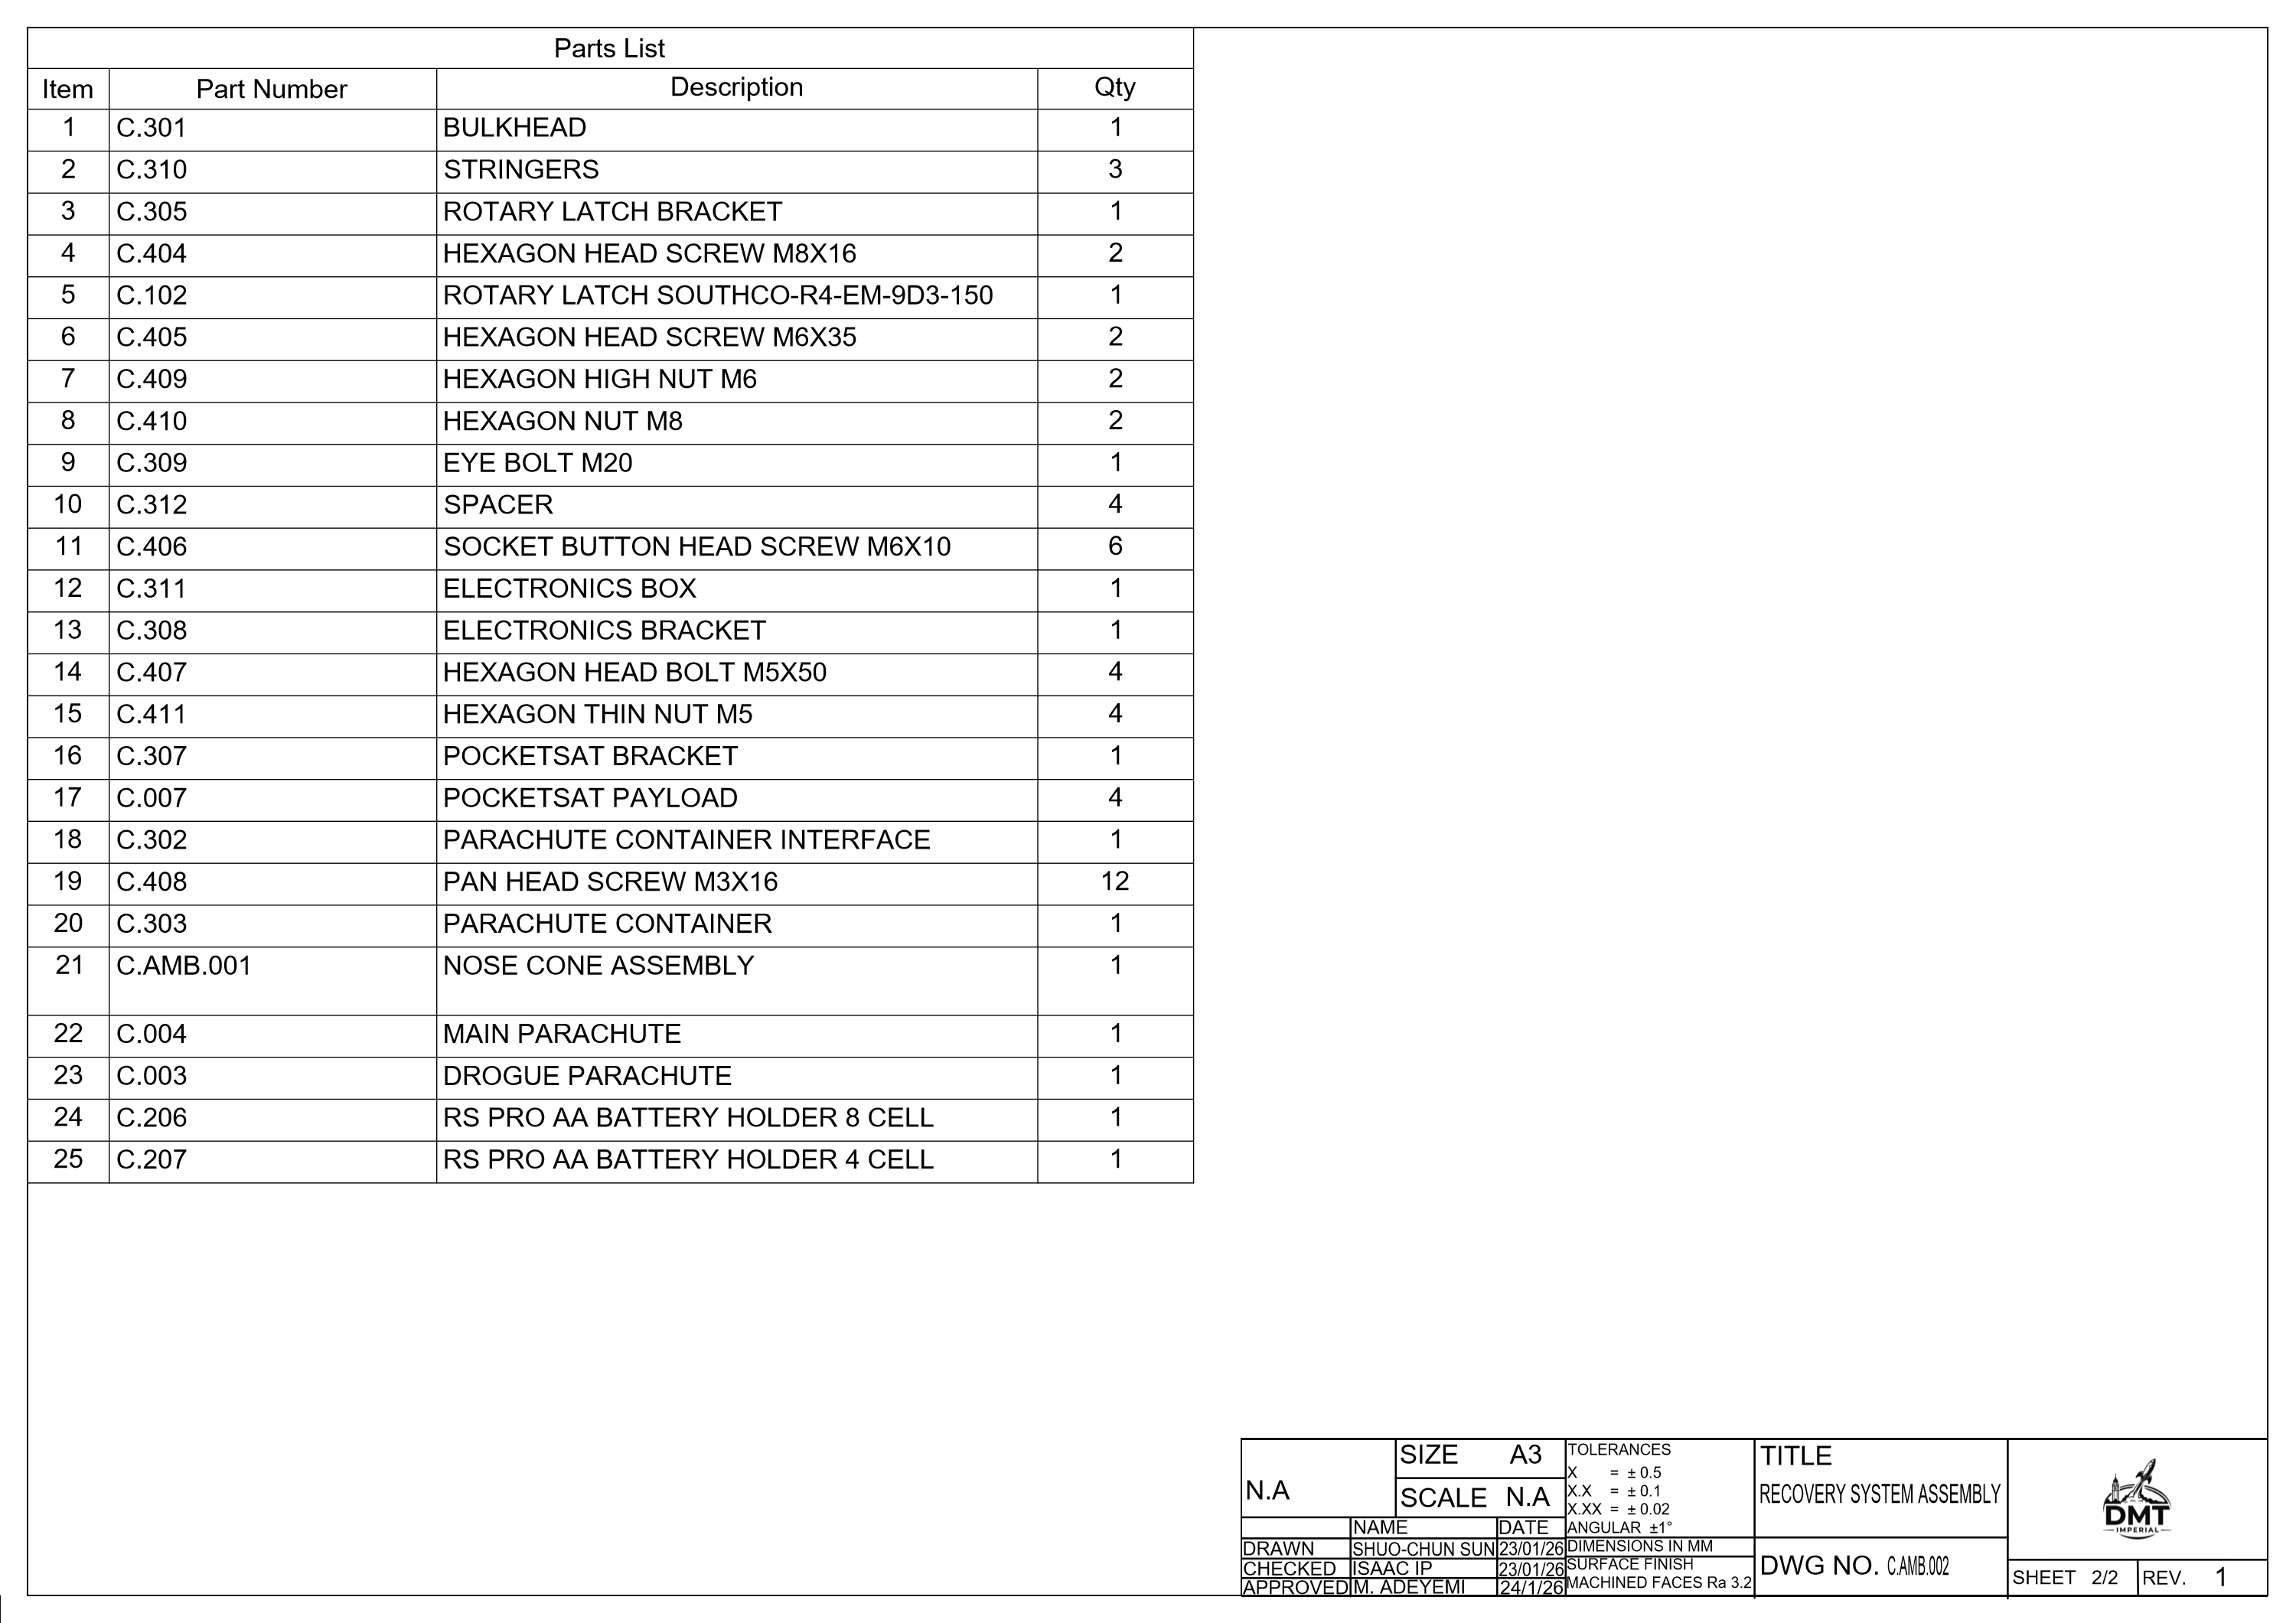 Parts List
Item Part Number Description Qty
1 C.301 BULKHEAD 1
2 C.310 STRINGERS 3
3 C.305 ROTARY LATCH BRACKET 1
4 C.404 HEXAGON HEAD SCREW M8X16 2
5 C.102 ROTARY LATCH SOUTHCO-R4-EM-9D3-150 1
6 C.405 HEXAGON HEAD SCREW M6X35 2
7 C.409 HEXAGON HIGH NUT M6 2
8 C.410 HEXAGON NUT M8 2
9 C.309 EYE BOLT M20 1
10 C.312 SPACER 4
11 C.406 SOCKET BUTTON HEAD SCREW M6X10 6
12 C.311 ELECTRONICS BOX 1
13 C.308 ELECTRONICS BRACKET 1
14 C.407 HEXAGON HEAD BOLT M5X50 4
15 C.411 HEXAGON THIN NUT M5 4
16 C.307 POCKETSAT BRACKET 1
17 C.007 POCKETSAT PAYLOAD 4
18 C.302 PARACHUTE CONTAINER INTERFACE 1
19 C.408 PAN HEAD SCREW M3X16 12
20 C.303 PARACHUTE CONTAINER 1
21 C.AMB.001 NOSE CONE ASSEMBLY 1
22 C.004 MAIN PARACHUTE 1
23 C.003 DROGUE PARACHUTE 1
24 C.206 RS PRO AA BATTERY HOLDER 8 CELL 1
25 C.207 RS PRO AA BATTERY HOLDER 4 CELL 1
N.A
SIZE A3
SCALE N.A
NAME DATE
DRAWN SHUO-CHUN SUN 23/01/26
CHECKED ISAAC IP 23/01/26
APPROVED M. ADEYEMI 24/1/26
TOLERANCES
X = ± 0.5
X.X = ± 0.1
X.XX = ± 0.02
ANGULAR ±1°
DIMENSIONS IN MM
SURFACE FINISH
MACHINED FACES Ra 3.2
TITLE
RECOVERY SYSTEM ASSEMBLY
DWG NO. C.AMB.002
DMT
IMPERIAL
SHEET 2/2 REV. 1